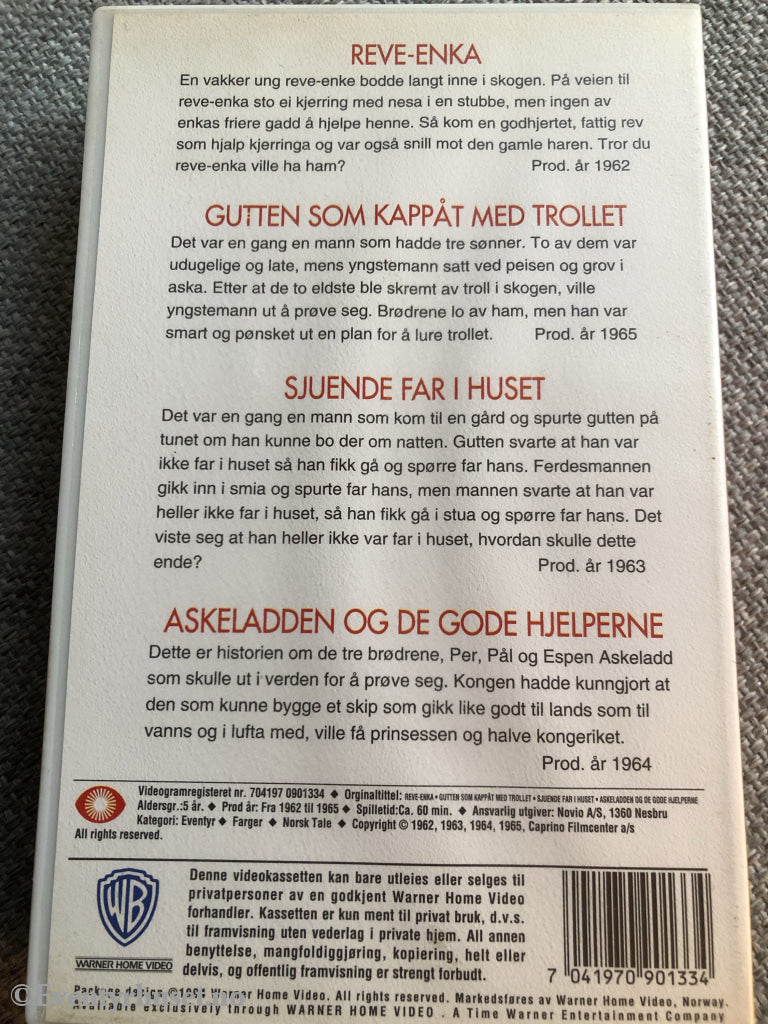 REVE-ENKA
En vakker ung reve-enke bodde langt inne i skogen. På veien til
reve-enka sto ei kjerring med nesa i en stubbe, men ingen av
enkas friere gadd å hjelpe henne. Så kom en godhjertet, fattig rev
som hjalp kjerringa og var også snill mot den gamle haren. Tror du
reve-enka ville ha ham? Prod. år 1962
GUTTEN SOM KAPPÅT MED TROLLET
Det var en gang en mann som hadde tre sønner. To av dem var
udugelige og late, mens yngstemann satt ved peisen og grov i
aska. Etter at de to eldste ble skremt av troll i skogen, ville
yngstemann ut å prøve seg. Brødrene lo av ham, men han var
smart og pønsket ut en plan for å lure trollet. Prod. år 1965
SJUENDE FAR I HUSET
Det var en gang en mann som kom til en gård og spurte gutten på
tunet om han kunne bo der om natten. Gutten svarte at han var
ikke far i huset så han fikk gå og spørre far hans. Ferdesmannen
gikk inn i smia og spurte far hans, men mannen svarte at han var
heller ikke far i huset, så han fikk gå i stua og spørre far hans. Det
viste seg at han heller ikke var far i huset, hvordan skulle dette
ende? Prod. år 1963
ASKELADDEN OG DE GODE HJELPERNE
Dette er historien om de tre brødrene, Per, Pål og Espen Askeladd
som skulle ut i verden for å prøve seg. Kongen hadde kunngjort at
den som kunne bygge et skip som gikk like godt til lands som til
vanns og i lufta med, ville få prinsessen og halve kongeriket.
Prod. år 1964
Videogramregisteret nr. 704197 0901334 ◆ Orginaltittel: REVE-ENKA • GUTTEN SOM KAPPÅT MED TROLLET • SJUENDE FAR I HUSET • ASKELADDEN OG DE GODE HJELPERNE
Aldersgr.:5 år. ◆ Prod år: Fra 1962 til 1965 ◆ Spilletid:Ca. 60 min. ◆ Ansvarlig utgiver: Novio A/S, 1360 Nesbru
Kategori: Eventyr ◆ Farger ◆ Norsk Tale ◆ Copyright © 1962, 1963, 1964, 1965, Caprino Filmcenter a/s
All rights reserved.
WB
WARNER HOME VIDEO
Denne videokassetten kan bare utleies eller selges til
privatpersoner av en godkjent Warner Home Video
forhandler. Kassetten er kun ment til privat bruk, d.v.s.
til framvisning uten vederlag i private hjem. All annen
benyttelse, mangfoldiggjøring, kopiering, helt eller
delvis, og offentlig framvisning er strengt forbudt.
7 041970 901334
Package design ©1994 Warner Home Video. All rights reserved. Markedsføres av Warner Home Video, Norway.
Available exclusively through WARNER HOME VIDEO . A Time Warner Entertainment Company